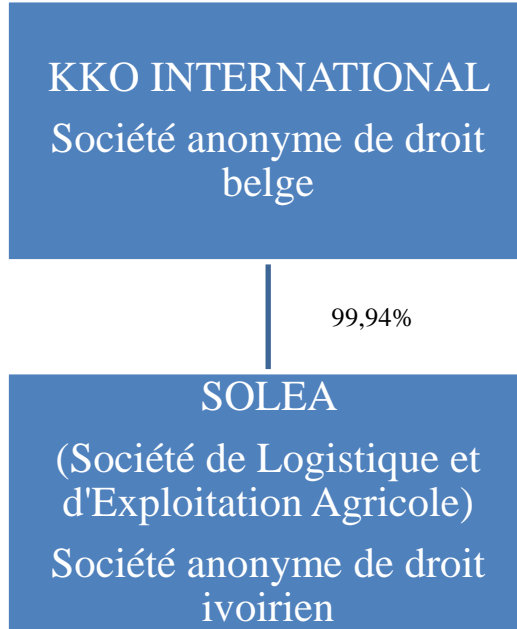 KKO INTERNATIONAL
Société anonyme de droit
belge
99,94%
SOLEA
(Société de Logistique et
d'Exploitation Agricole)
Société anonyme de droit
ivoirien